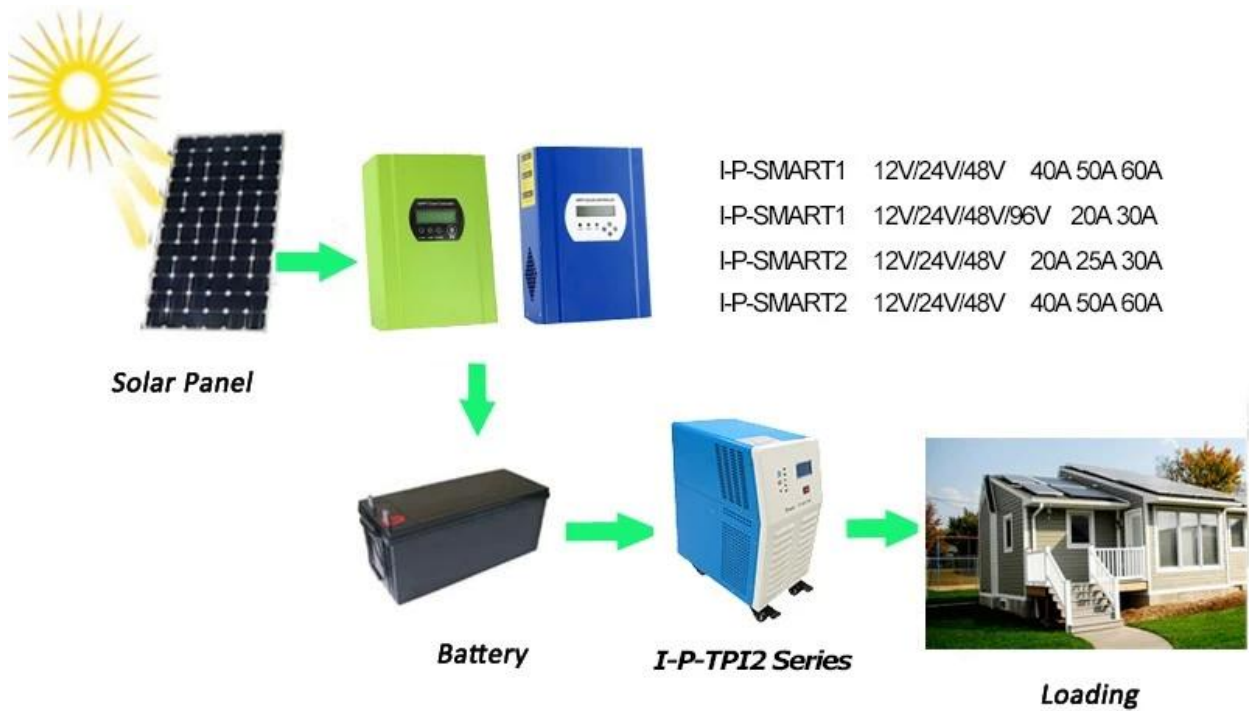 I-P-SMART1 12V/24V/48V 40A 50A 60A
I-P-SMART1 12V/24V/48V/96V 20A 30A
I-P-SMART2 12V/24V/48V 20A 25A 30A
I-P-SMART2 12V/24V/48V 40A 50A 60A
Solar Panel
Battery
I-P-TPI2 Series
Loading